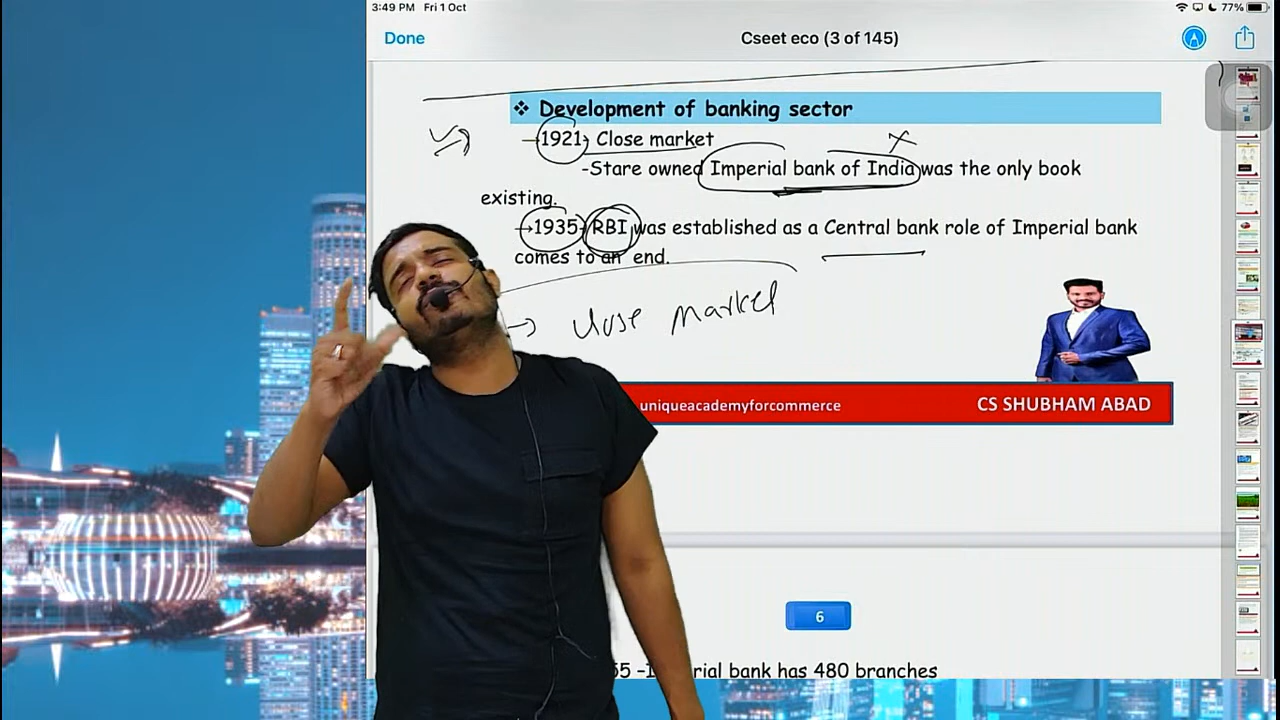 3:49 PM Fri 1 Oct
77%
Done
Cseet eco (3 of 145)
❖ Development of banking sector
→1921- Close market
-Stare owned Imperial bank of India was the only book
existing.
→1935- RBI was established as a Central bank role of Imperial bank
comes to an end.
→ close market
uniqueacademyforcommerce
CS SHUBHAM ABAD
6
rial bank has 480 branches